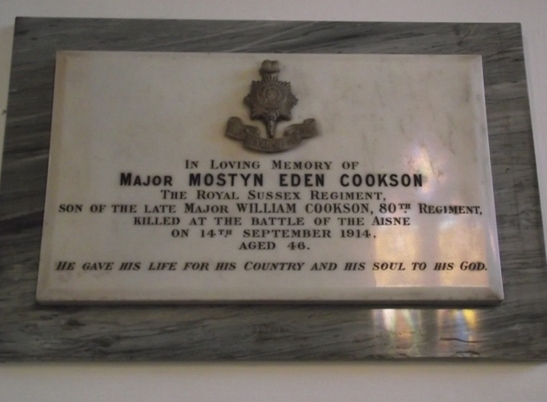 In Loving Memory of
Major MOSTYN EDEN COOKSON
The Royal Sussex Regiment,
son of the late Major WILLIAM COOKSON, 80TH Regiment,
killed at the Battle of the Aisne
on 14TH September 1914.
aged 46.
He gave his life for his Country and his soul to his God.